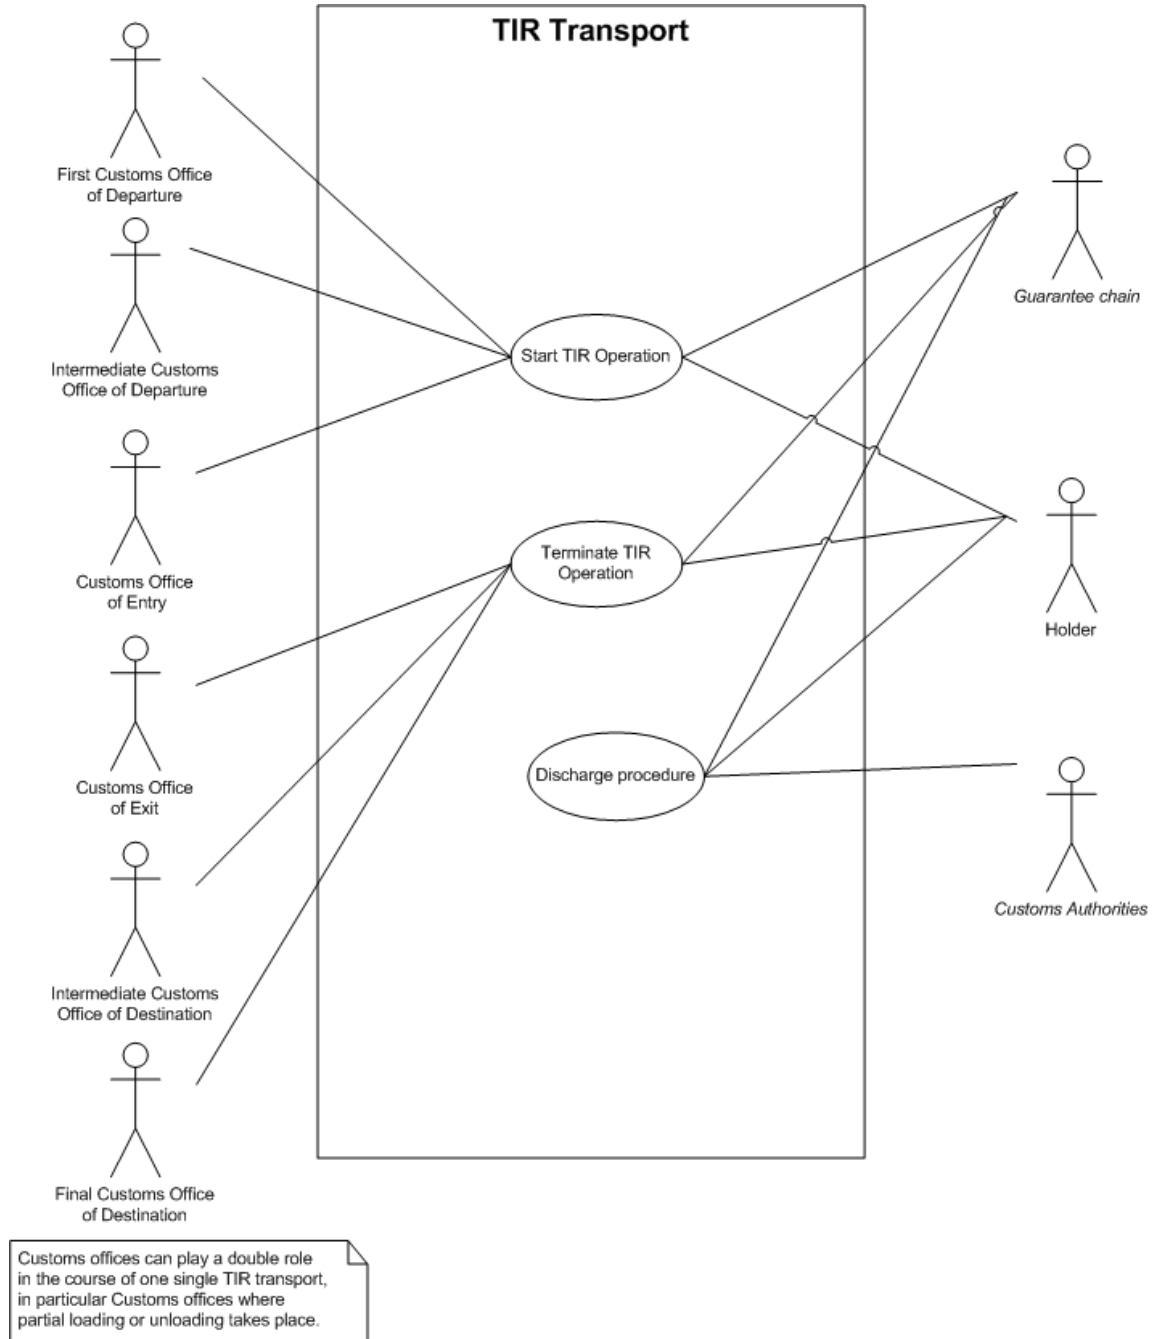 TIR Transport
First Customs Office
of Departure
Intermediate Customs
Office of Departure
Customs Office
of Entry
Customs Office
of Exit
Intermediate Customs
Office of Destination
Final Customs Office
of Destination
Start TIR Operation
Terminate TIR
Operation
Discharge procedure
Guarantee chain
Holder
Customs Authorities
Customs offices can play a double role
in the course of one single TIR transport,
in particular Customs offices where
partial loading or unloading takes place.